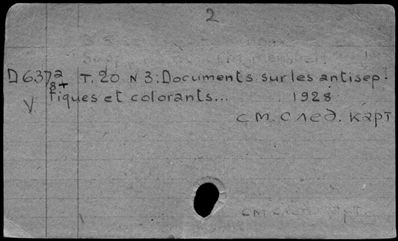 2
D 6372 T. 20 N 3: Documents sur les antisep-
8+
V tiques et colorants... 1928
см. след. карт